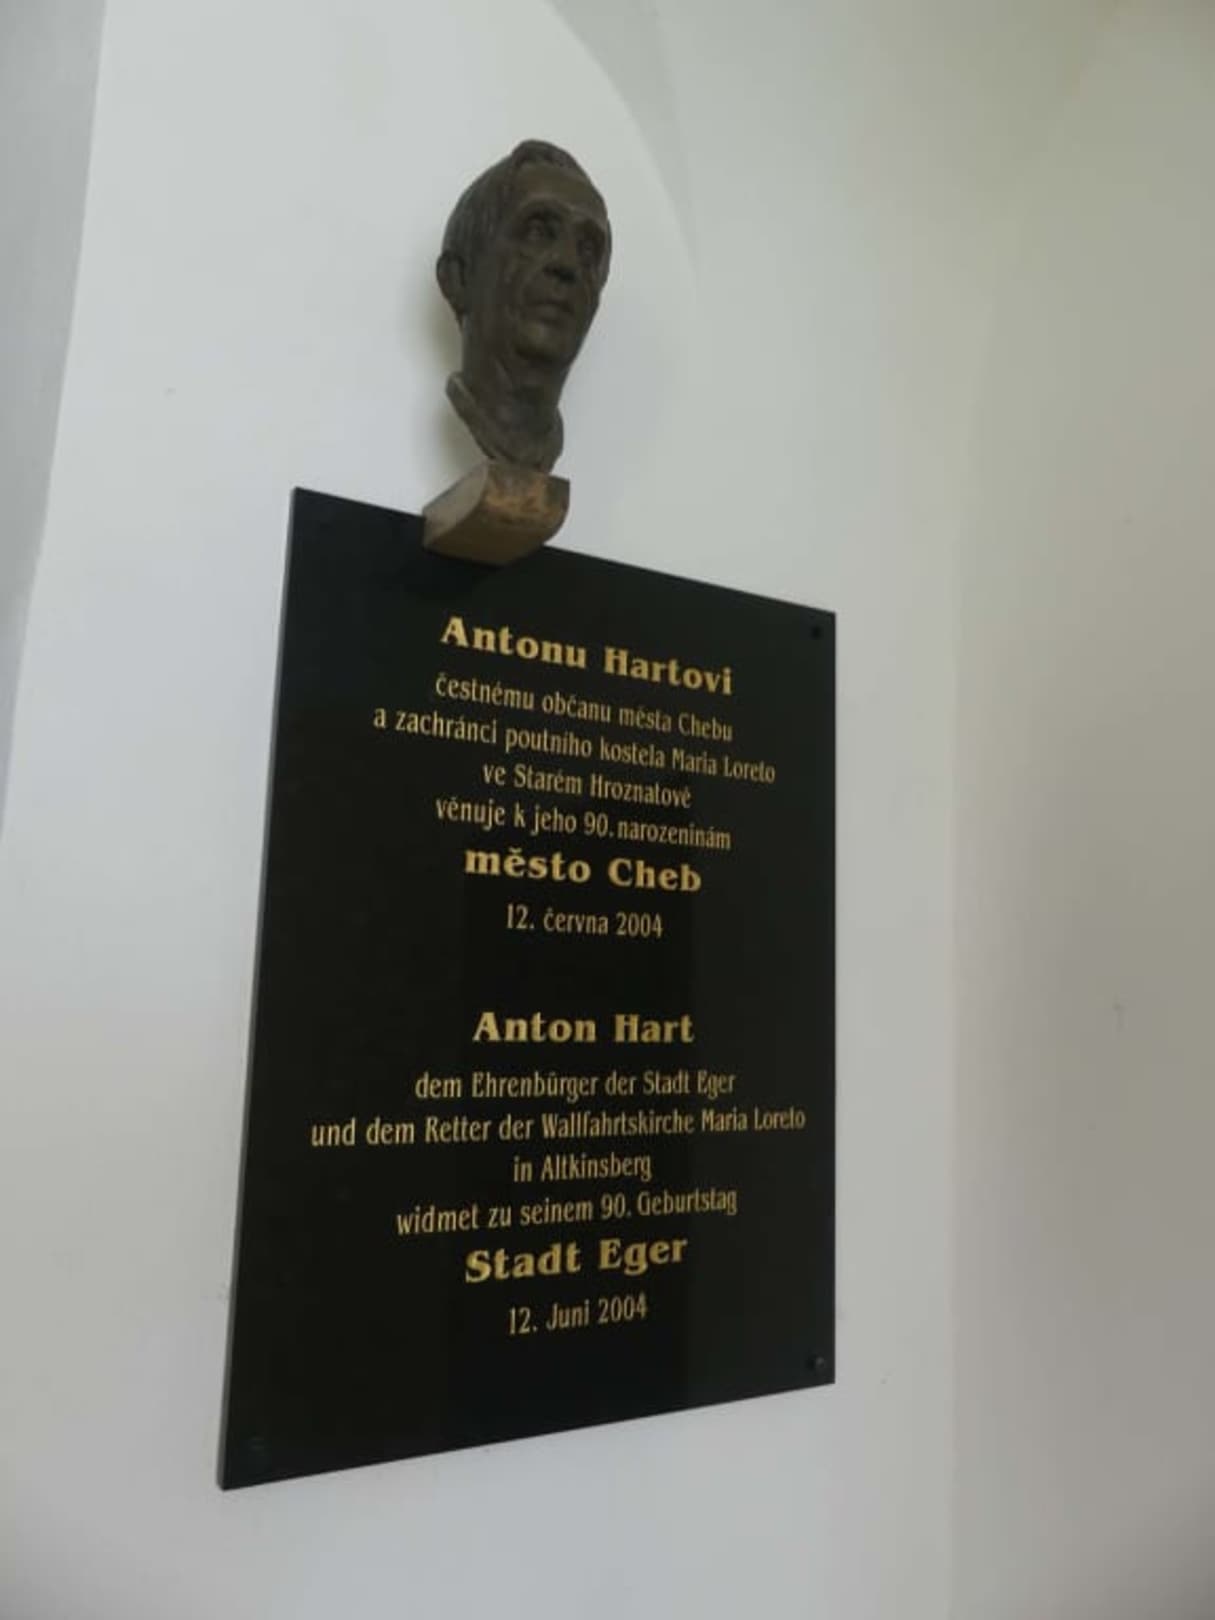 Antonu Hartovi
čestnému občanu města Chebu
a zachránci poutního kostela Maria Loreto
ve Starém Hroznatově
věnuje k jeho 90. narozeninám
město Cheb
12. června 2004
Anton Hart
dem Ehrenbürger der Stadt Eger
und dem Retter der Wallfahrtskirche Maria Loreto
in Altkinsberg
widmet zu seinem 90. Geburtstag
Stadt Eger
12. Juni 2004